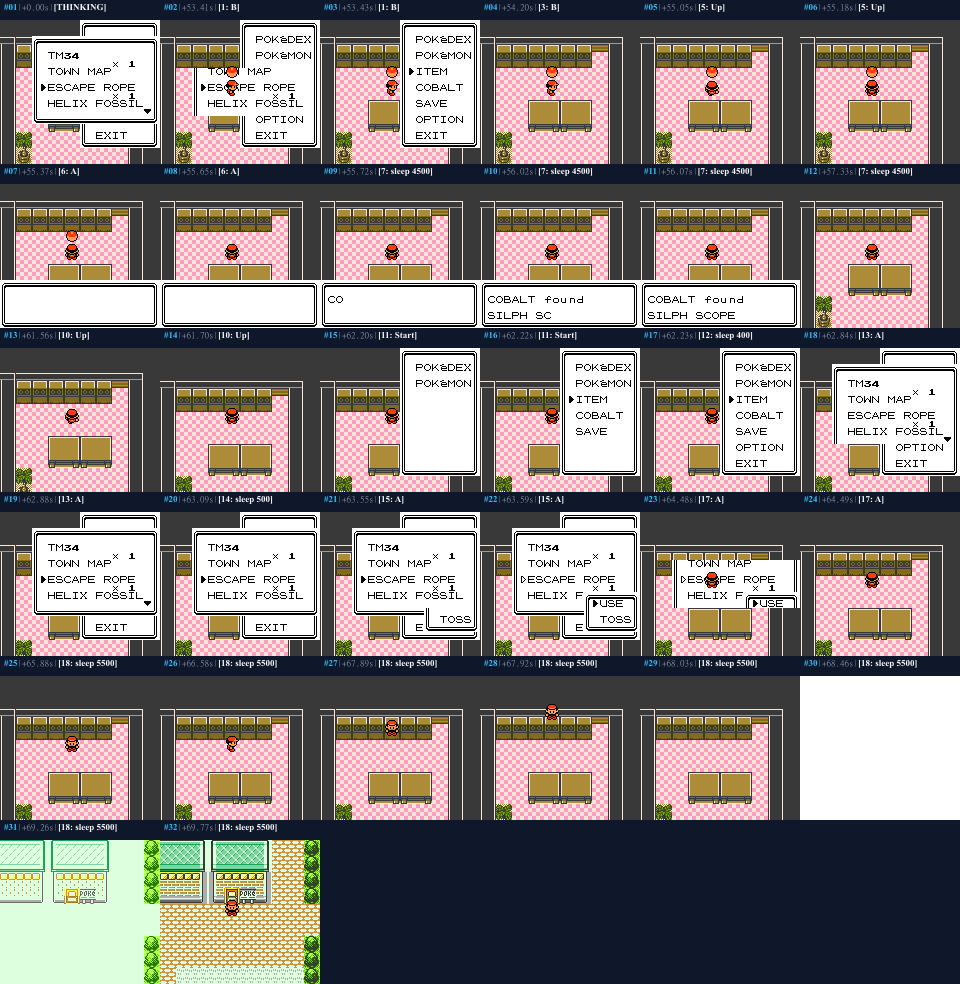 #01|+0.00s| [THINKING]
#02|+53.41s| [1: B]
#03|+53.43s| [1: B]
#04|+54.20s| [3: B]
#05|+55.05s| [5: Up]
#06|+55.18s| [5: Up]
TM34
× 1
TOWN MAP
▶ESCAPE ROPE
× 1
HELIX FOSSIL
EXIT
POKéDEX
POKéMON
TOWN MAP
▶ESC
ROPE
× 1
HELIX FOSSIL
OPTION
EXIT
POKéDEX
POKéMON
▶ITEM
COBALT
SAVE
OPTION
EXIT
#07|+55.37s| [6: A]
#08|+55.65s| [6: A]
#09|+55.72s| [7: sleep 4500]
#10|+56.02s| [7: sleep 4500]
#11|+56.07s| [7: sleep 4500]
#12|+57.33s| [7: sleep 4500]
CO
COBALT found
SILPH SC
COBALT found
SILPH SCOPE
#13|+61.56s| [10: Up]
#14|+61.70s| [10: Up]
#15|+62.20s| [11: Start]
#16|+62.22s| [11: Start]
#17|+62.23s| [12: sleep 400]
#18|+62.84s| [13: A]
POKéDEX
POKéMON
POKéDEX
POKéMON
▶ITEM
COBALT
SAVE
POKéDEX
POKéMON
▶ITEM
COBALT
SAVE
OPTION
EXIT
TM34
× 1
TOWN MAP
ESCAPE ROPE
× 1
HELIX FOSSIL
OPTION
EXIT
#19|+62.88s| [13: A]
#20|+63.09s| [14: sleep 500]
#21|+63.55s| [15: A]
#22|+63.59s| [15: A]
#23|+64.48s| [17: A]
#24|+64.49s| [17: A]
TM34
× 1
TOWN MAP
▶ESCAPE ROPE
× 1
HELIX FOSSIL
EXIT
TM34
× 1
TOWN MAP
▶ESCAPE ROPE
× 1
HELIX FOSSIL
EXIT
TM34
× 1
TOWN MAP
▶ESCAPE ROPE
× 1
HELIX FOSSIL
E
TOSS
TM34
× 1
TOWN MAP
▷ESCAPE ROPE
× 1
HELIX F
▶USE
E
TOSS
TOWN MAP
▷ES
PE ROPE
× 1
HELIX F
▶USE
#25|+65.88s| [18: sleep 5500]
#26|+66.58s| [18: sleep 5500]
#27|+67.89s| [18: sleep 5500]
#28|+67.92s| [18: sleep 5500]
#29|+68.03s| [18: sleep 5500]
#30|+68.46s| [18: sleep 5500]
#31|+69.26s| [18: sleep 5500]
#32|+69.77s| [18: sleep 5500]
POKé
POKé